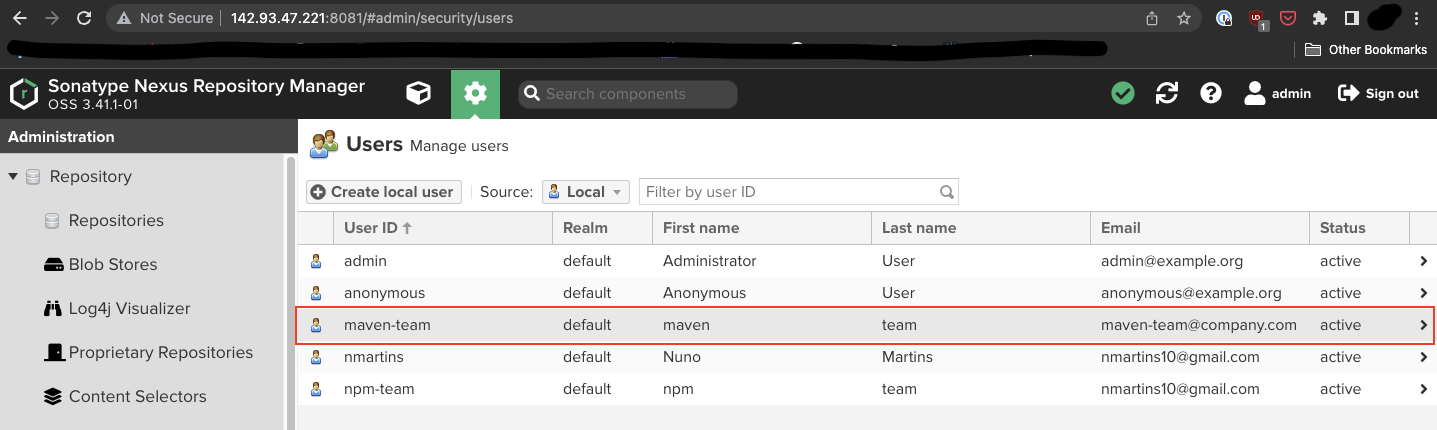 Not Secure | 142.93.47.221:8081/#admin/security/users
1
Other Bookmarks
Sonatype Nexus Repository Manager
OSS 3.41.1-01
Search components
admin
Sign out
Administration
Users Manage users
Repository
Create local user Source: Local Filter by user ID
Repositories
User ID Realm First name Last name Email Status
admin default Administrator User admin@example.org active
Blob Stores
anonymous default Anonymous User anonymous@example.org active
Log4j Visualizer
maven-team default maven team maven-team@company.com active
Proprietary Repositories
nmartins default Nuno Martins nmartins10@gmail.com active
Content Selectors
npm-team default npm team nmartins10@gmail.com active